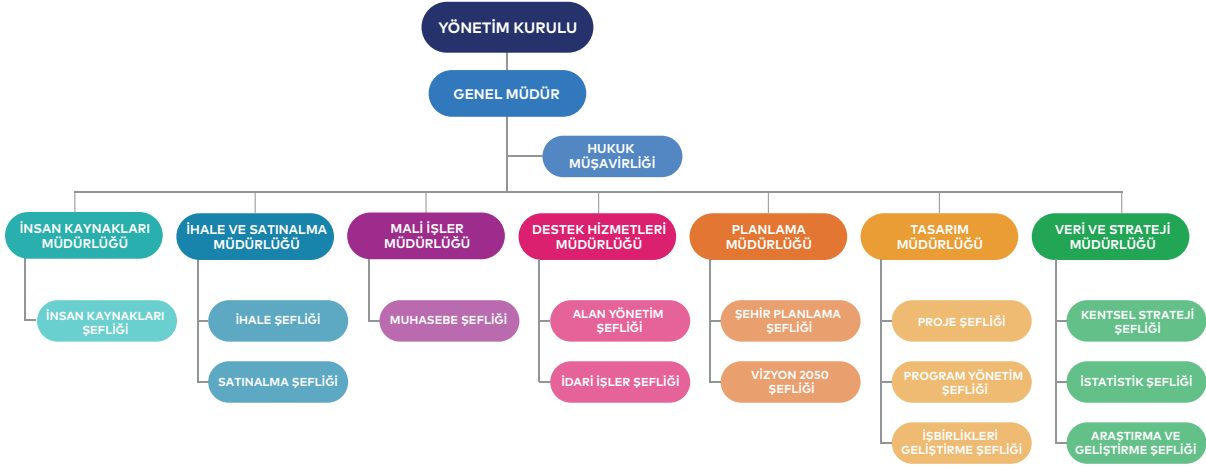 YÖNETİM KURULU
GENEL MÜDÜR
HUKUK
MÜŞAVİRLİĞİ
İNSAN KAYNAKLARI
MÜDÜRLÜĞÜ
İHALE VE SATINALMA
MÜDÜRLÜĞÜ
MALİ İŞLER
MÜDÜRLÜĞÜ
DESTEK HİZMETLERİ
MÜDÜRLÜĞÜ
PLANLAMA
MÜDÜRLÜĞÜ
TASARIM
MÜDÜRLÜĞÜ
VERİ VE STRATEJİ
MÜDÜRLÜĞÜ
İNSAN KAYNAKLARI
ŞEFLİĞİ
İHALE ŞEFLİĞİ
MUHASEBE ŞEFLİĞİ
ALAN YÖNETİM
ŞEFLİĞİ
ŞEHİR PLANLAMA
ŞEFLİĞİ
PROJE ŞEFLİĞİ
KENTSEL STRATEJİ
ŞEFLİĞİ
SATINALMA ŞEFLİĞİ
İDARİ İŞLER ŞEFLİĞİ
VİZYON 2050
ŞEFLİĞİ
PROGRAM YÖNETİM
ŞEFLİĞİ
İSTATİSTİK ŞEFLİĞİ
İŞBİRLİKLERİ
GELİŞTİRME ŞEFLİĞİ
ARAŞTIRMA VE
GELİŞTİRME ŞEFLİĞİ